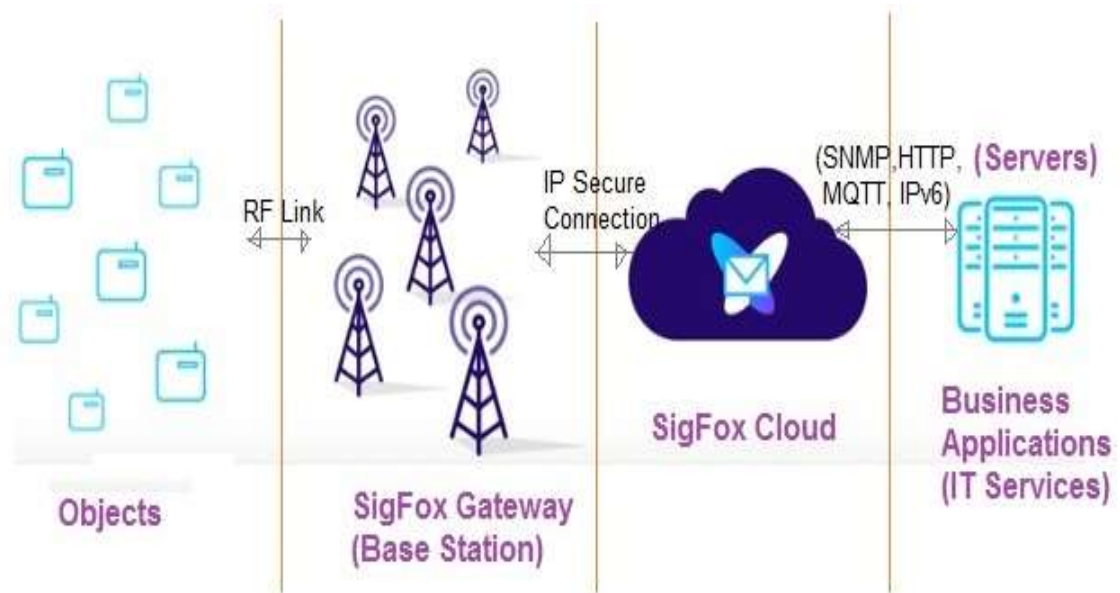 RF Link
IP Secure
Connection
(SNMP,HTTP,
MQTT, IPv6)
(Servers)
Objects
SigFox Gateway
(Base Station)
SigFox Cloud
Business
Applications
(IT Services)